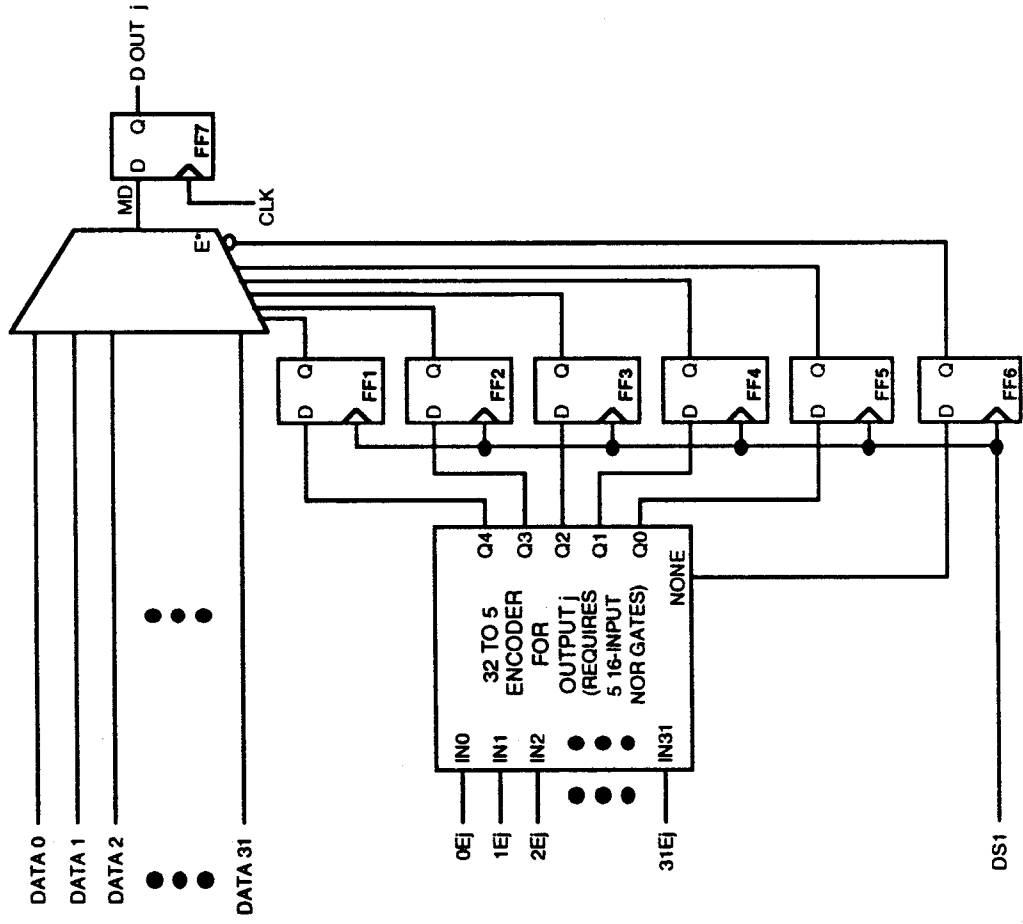 DATA 0
DATA 1
DATA 2
DATA 31
E*
MD
D Q
FF7
D OUT j
CLK
D Q
FF1
D Q
FF2
D Q
FF3
D Q
FF4
D Q
FF5
D Q
FF6
0Ej
1Ej
2Ej
31Ej
IN0
IN1
IN2
IN31
32 TO 5
ENCODER
FOR
OUTPUT j
(REQUIRES
5 16-INPUT
NOR GATES)
Q4
Q3
Q2
Q1
Q0
NONE
DS1